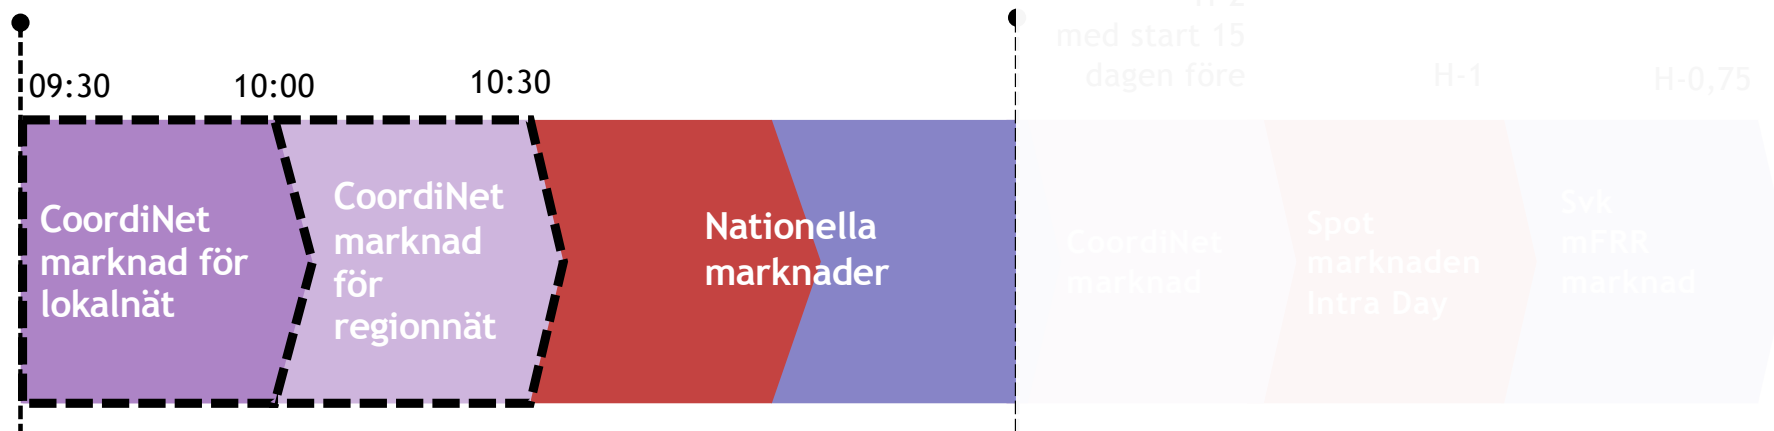 H-2
med start 15
dagen före
09:30
10:00
10:30
H-1
H-0,75
CoordiNet
marknad för
lokalnät
CoordiNet
marknad
för
regionnät
Nationella
marknader
CoordiNet
marknad
Spot
marknaden
Intra Day
Svk
mFRR
marknad